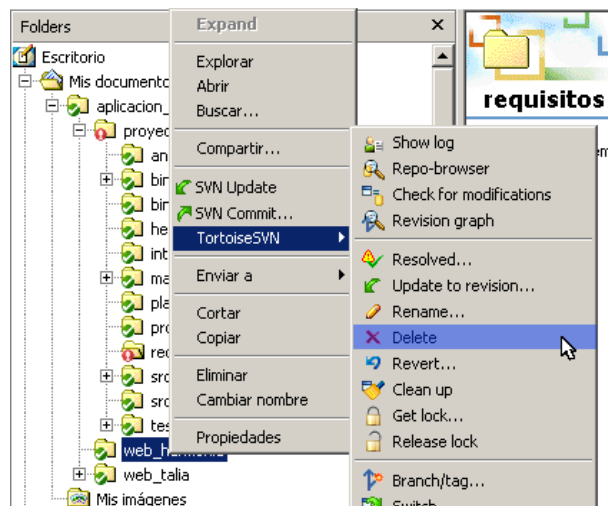 Folders
Escritorio
Mis documento
aplicacion_
proyec
an
bin
bin
he
int
ma
pla
pro
rec
src
src
tes
web_harmonia
web_talia
Mis imágenes
Expand
Explorar
Abrir
Buscar...
Compartir...
SVN Update
SVN Commit...
TortoiseSVN
Enviar a
Cortar
Copiar
Eliminar
Cambiar nombre
Propiedades
requisitos
em
Show log
Repo-browser
Check for modifications
Revision graph
Resolved...
Update to revision...
Rename...
Delete
Revert...
Clean up
Get lock...
Release lock
Branch/tag...
Switch